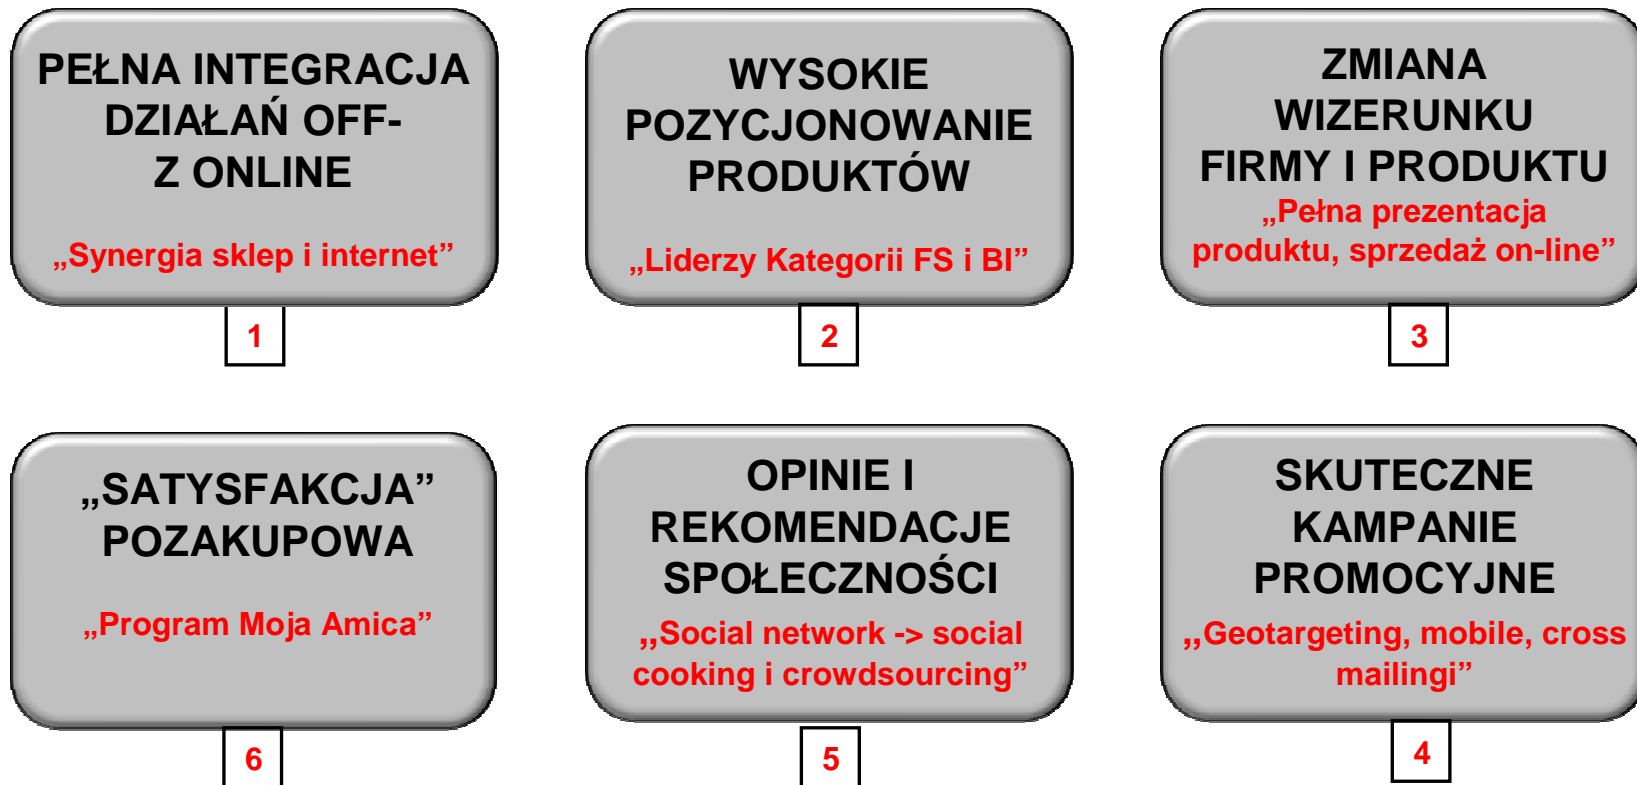 PEŁNA INTEGRACJA
DZIAŁAŃ OFF-
Z ONLINE
„Synergia sklep i internet”
1
WYSOKIE
POZYCJONOWANIE
PRODUKTÓW
„Liderzy Kategorii FS i BI”
2
ZMIANA
WIZERUNKU
FIRMY I PRODUKTU
„Pełna prezentacja
produktu, sprzedaż on-line”
3
„SATYSFAKCJA”
POZAKUPOWA
„Program Moja Amica”
6
OPINIE I
REKOMENDACJE
SPOŁECZNOŚCI
„Social network -> social
cooking i crowdsourcing”
5
SKUTECZNE
KAMPANIE
PROMOCYJNE
„Geotargeting, mobile, cross
mailingi”
4